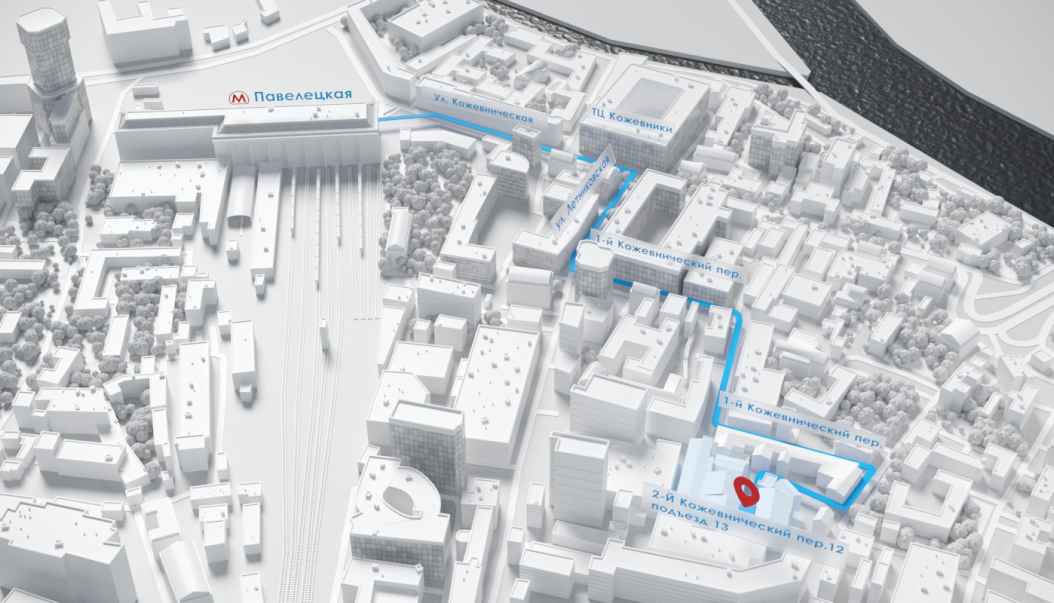 М Павелецкая
Ул. Кожевническая
ТЦ Кожевники
ул. Летниковская
1-й Кожевнический пер.
1-й Кожевнический пер.
2-й Кожевнический пер.12
подъезд 13